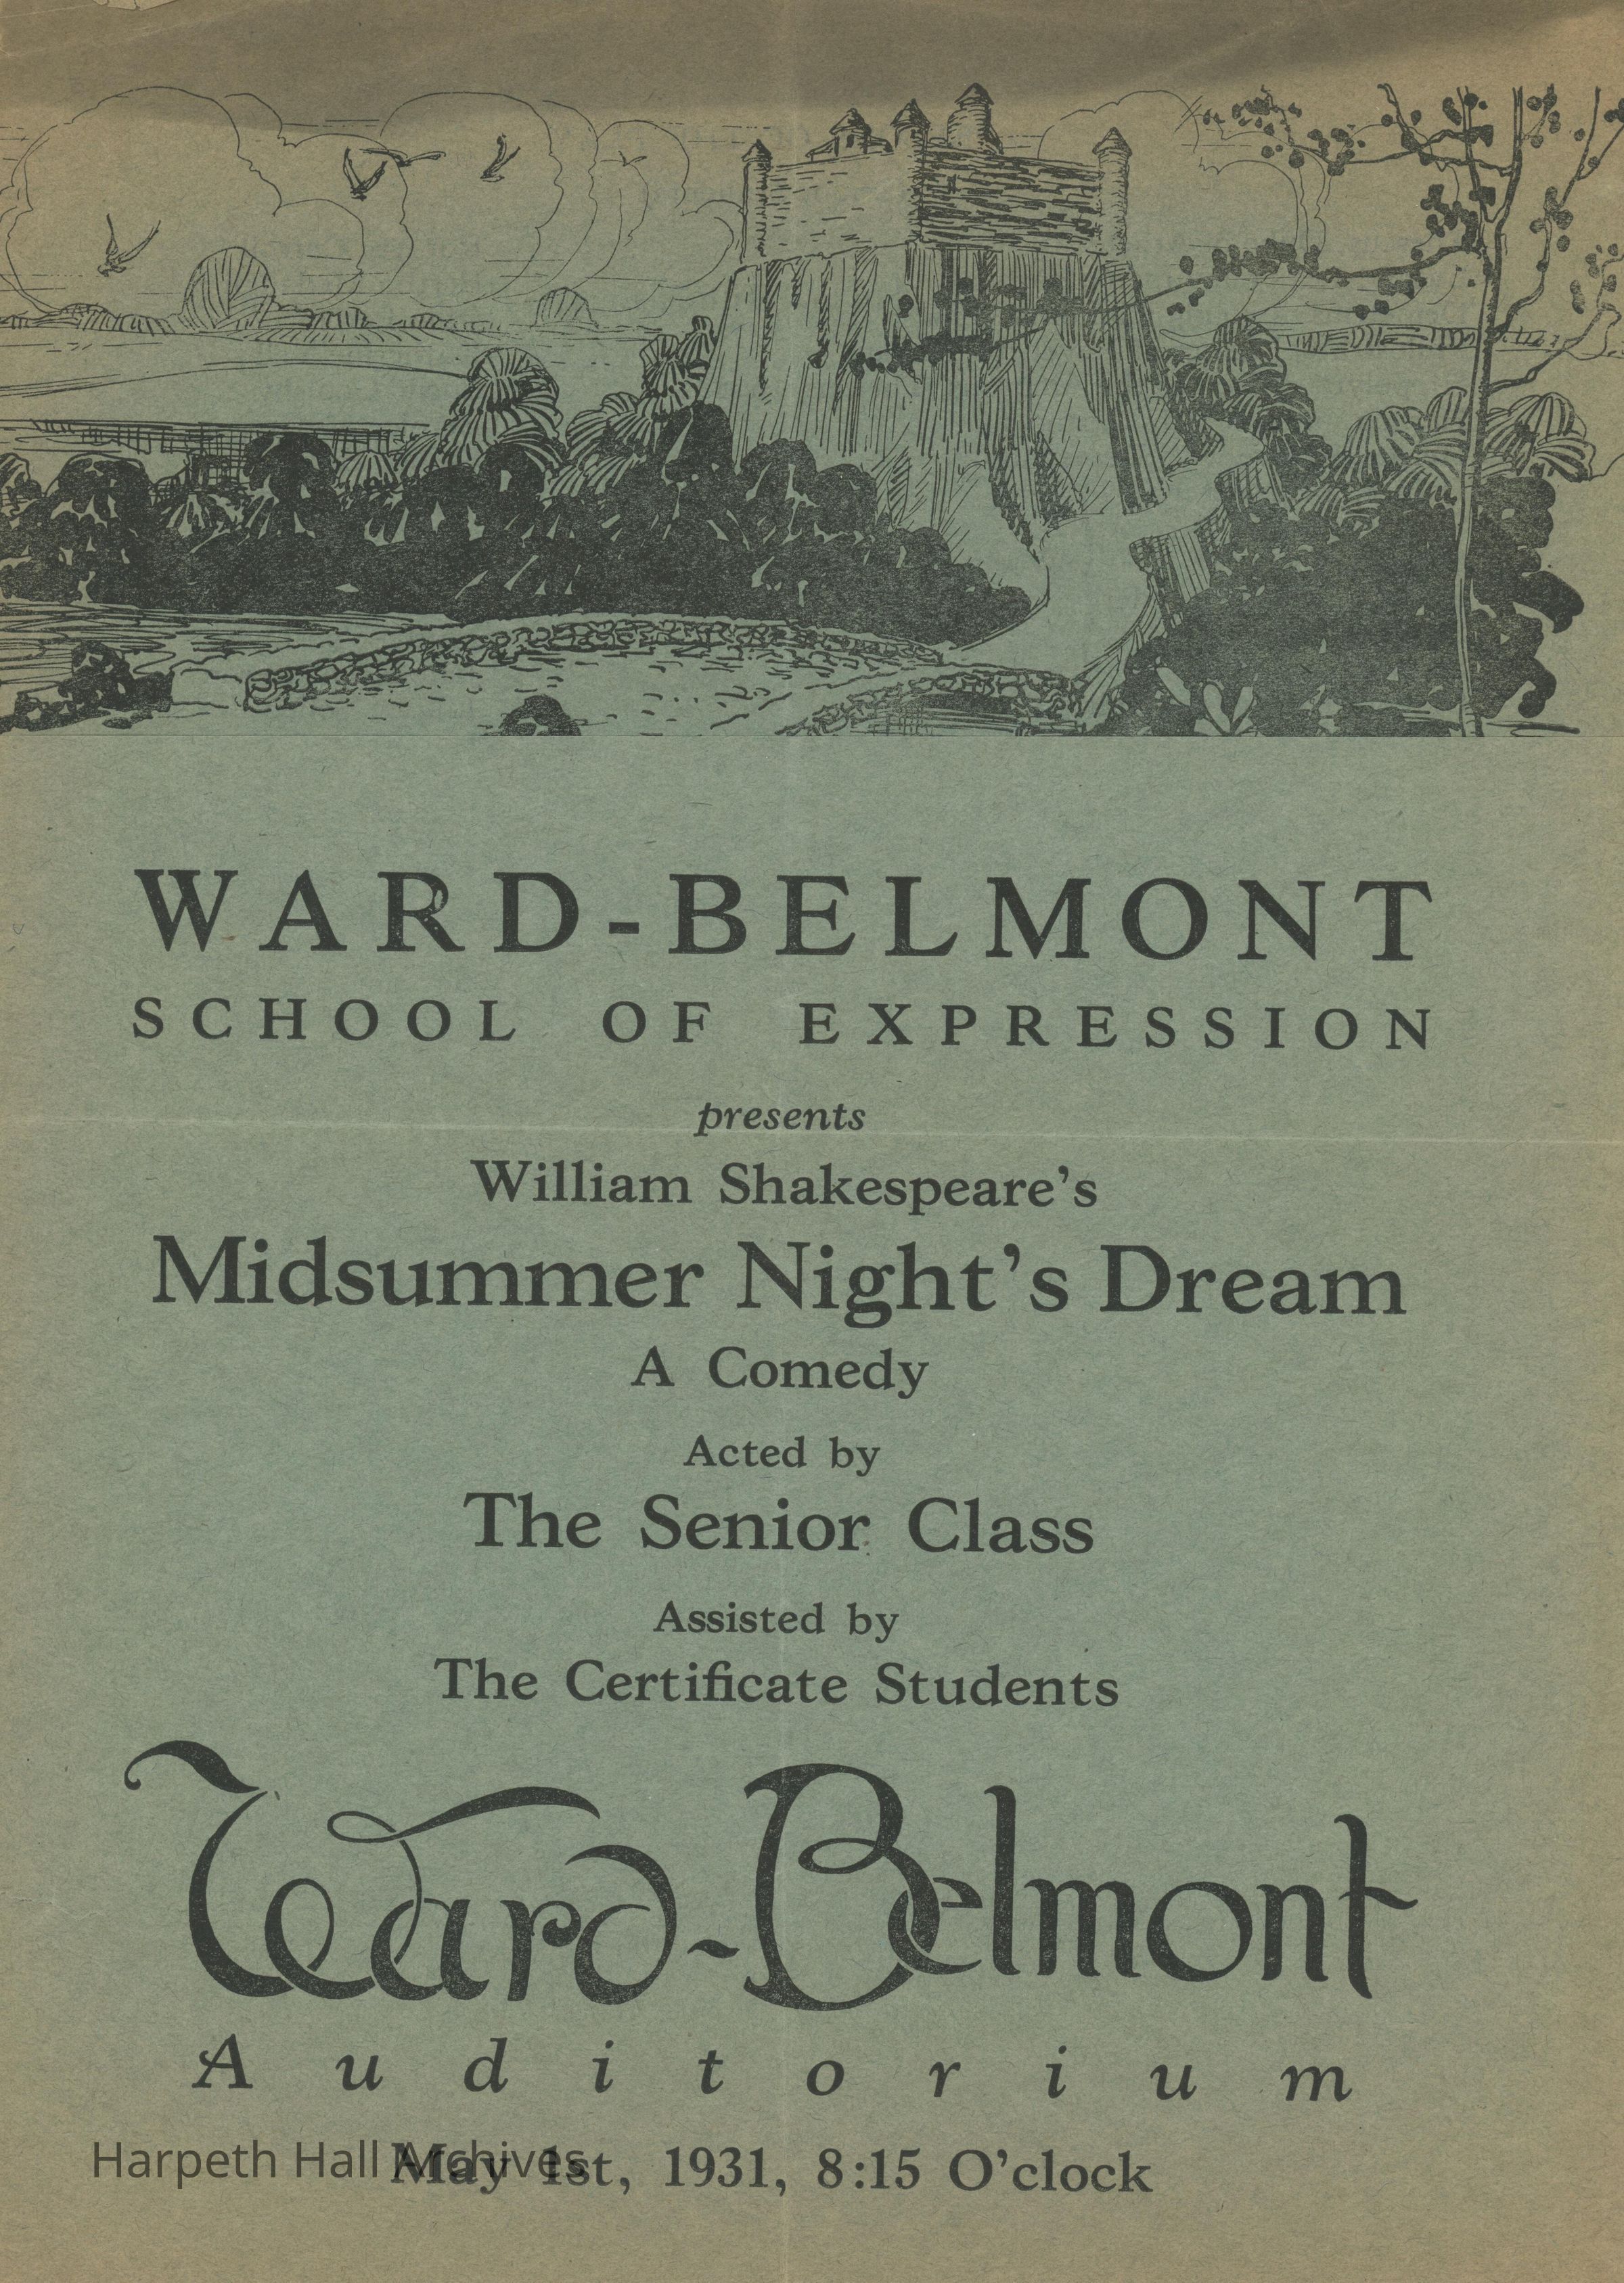 WARD-BELMONT
SCHOOL OF EXPRESSION
presents
William Shakespeare's
Midsummer Night's Dream
A Comedy
Acted by
The Senior Class
Assisted by
The Certificate Students
Ward-Belmont
Auditorium
May 1st, 1931, 8:15 O'clock
Harpeth Hall Archives